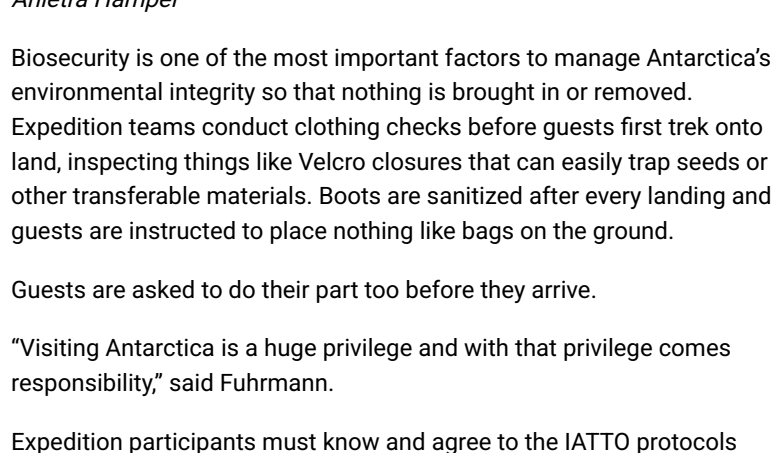 Anietra Hamper
Biosecurity is one of the most important factors to manage Antarctica's
environmental integrity so that nothing is brought in or removed.
Expedition teams conduct clothing checks before guests first trek onto
land, inspecting things like Velcro closures that can easily trap seeds or
other transferable materials. Boots are sanitized after every landing and
guests are instructed to place nothing like bags on the ground.
Guests are asked to do their part too before they arrive.
“Visiting Antarctica is a huge privilege and with that privilege comes
responsibility,” said Fuhrmann.
Expedition participants must know and agree to the IATTO protocols